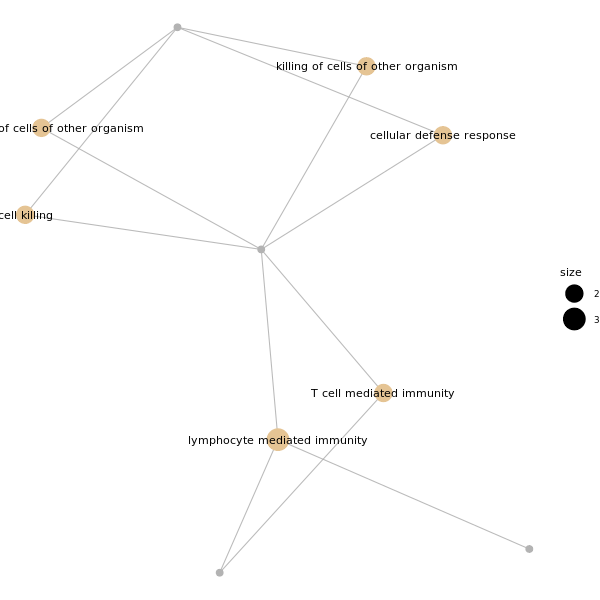 killing of cells of other organism
of cells of other organism
cellular defense response
cell killing
size
2
3
T cell mediated immunity
lymphocyte mediated immunity